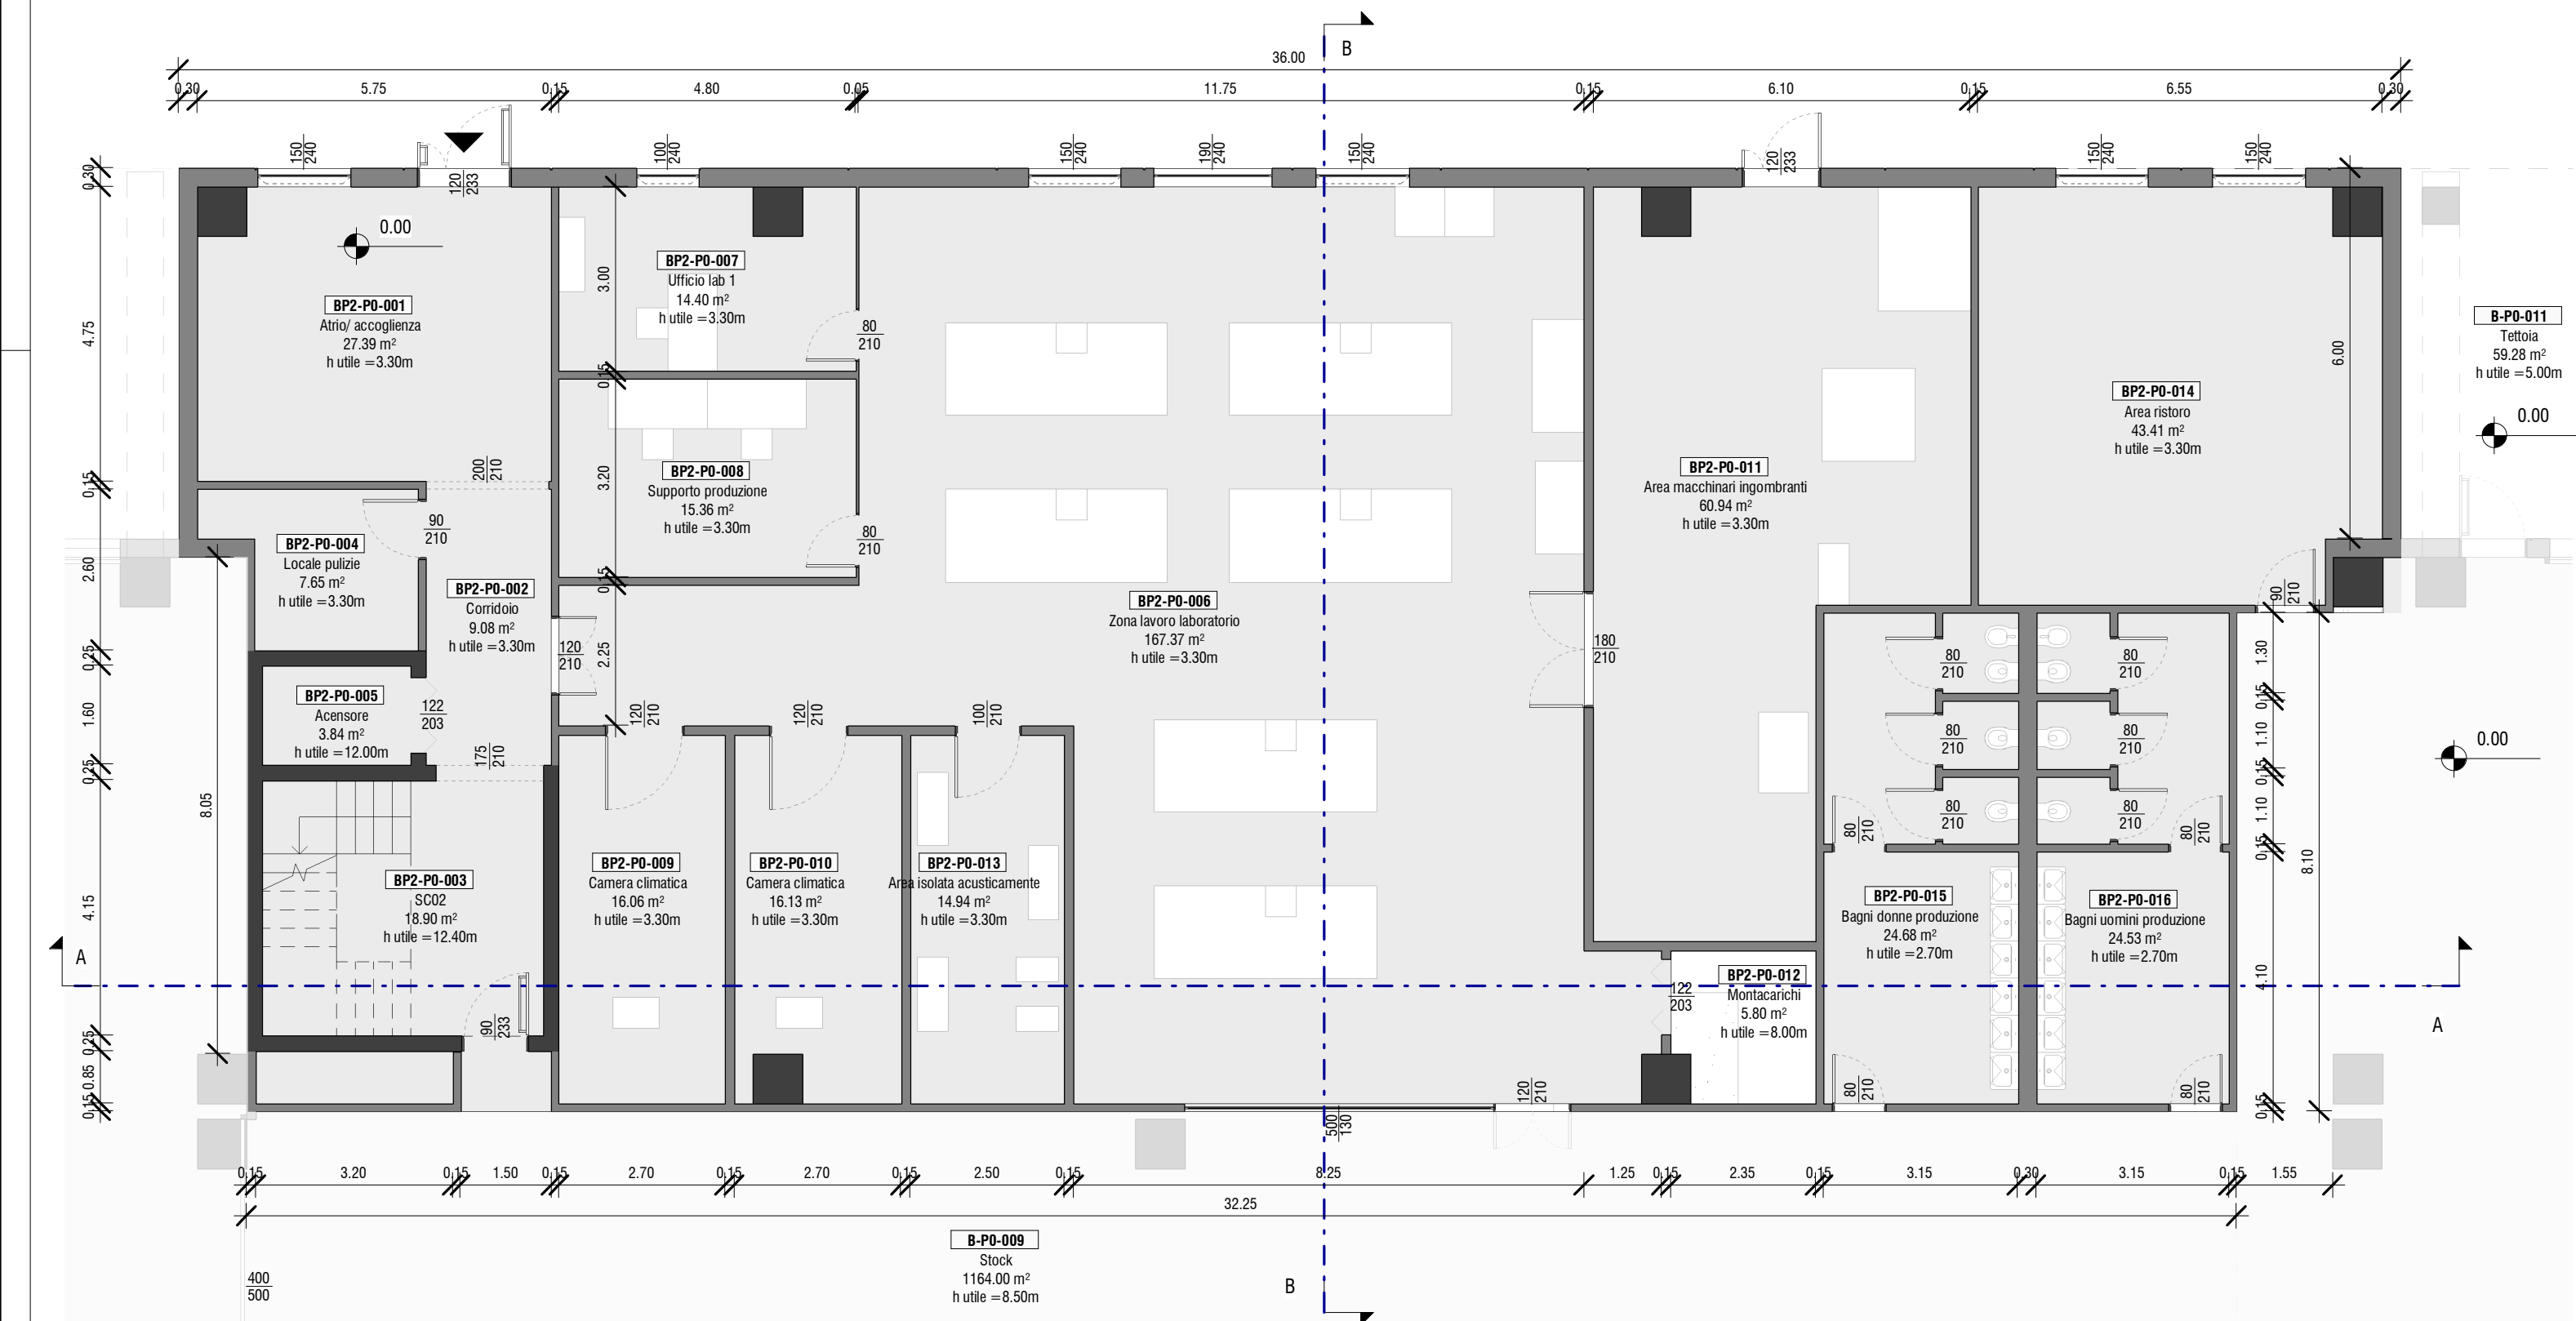 B
36.00
0.30 5.75 0.15 4.80 0.05 11.75 0.15 6.10 0.15 6.55 0.30
150
240
120
233
100
240
150
240
190
240
150
240
120
233
150
240
150
240
0.30
4.75
0.15
2.60
0.25
1.60
0.25
4.15
0.25
0.85
0.15
8.05
0.00
BP2-P0-001
Atrio/ accoglienza
27.39 m²
h utile =3.30m
200
210
90
210
BP2-P0-004
Locale pulizie
7.65 m²
h utile =3.30m
BP2-P0-002
Corridoio
9.08 m²
h utile =3.30m
120
210
BP2-P0-005
Acensore
3.84 m²
h utile =12.00m
122
203
175
210
BP2-P0-003
SC02
18.90 m²
h utile =12.40m
90
233
3.00
0.15
3.20
0.15
2.25
BP2-P0-007
Ufficio lab 1
14.40 m²
h utile =3.30m
80
210
BP2-P0-008
Supporto produzione
15.36 m²
h utile =3.30m
80
210
BP2-P0-006
Zona lavoro laboratorio
167.37 m²
h utile =3.30m
180
210
120
210
120
210
100
210
BP2-P0-009
Camera climatica
16.06 m²
h utile =3.30m
BP2-P0-010
Camera climatica
16.13 m²
h utile =3.30m
BP2-P0-013
Area isolata acusticamente
14.94 m²
h utile =3.30m
BP2-P0-011
Area macchinari ingombranti
60.94 m²
h utile =3.30m
BP2-P0-014
Area ristoro
43.41 m²
h utile =3.30m
6.00
90
210
B-P0-011
Tettoia
59.28 m²
h utile =5.00m
0.00
0.00
80
210
80
210
80
210
80
210
80
210
80
210
80
210
80
210
BP2-P0-015
Bagni donne produzione
24.68 m²
h utile =2.70m
BP2-P0-016
Bagni uomini produzione
24.53 m²
h utile =2.70m
80
210
80
210
BP2-P0-012
Montacarichi
5.80 m²
h utile =8.00m
122
203
120
210
500
130
1.30
0.15
1.10
0.15
1.10
0.15
4.10
0.15
8.10
A
A
0.15 3.20 0.15 1.50 0.15 2.70 0.15 2.70 0.15 2.50 0.15 8.25 1.25 0.15 2.35 0.15 3.15 0.30 3.15 0.15 1.55
32.25
B-P0-009
Stock
1164.00 m²
h utile =8.50m
400
500
B